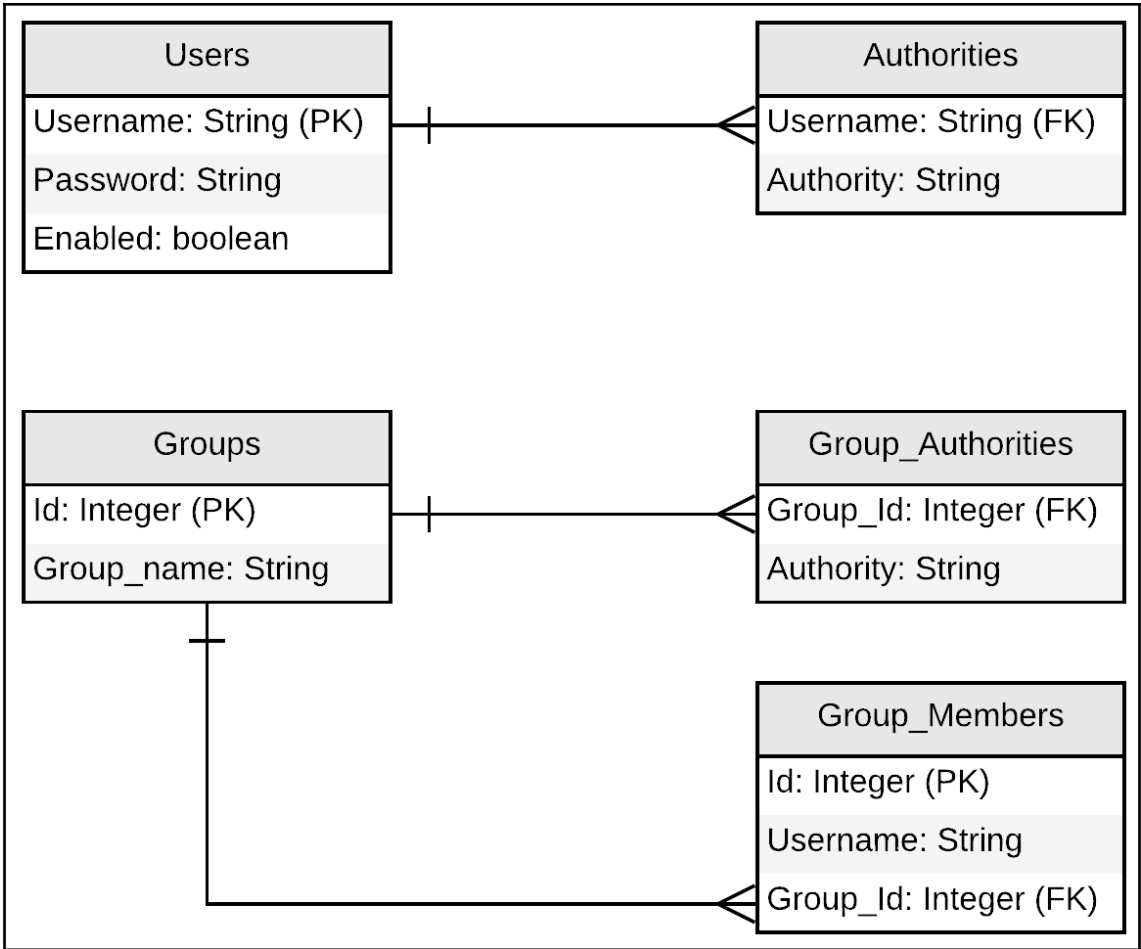 Users
Username: String (PK)
Password: String
Enabled: boolean
Authorities
Username: String (FK)
Authority: String
Groups
Id: Integer (PK)
Group_name: String
Group_Authorities
Group_Id: Integer (FK)
Authority: String
Group_Members
Id: Integer (PK)
Username: String
Group_Id: Integer (FK)